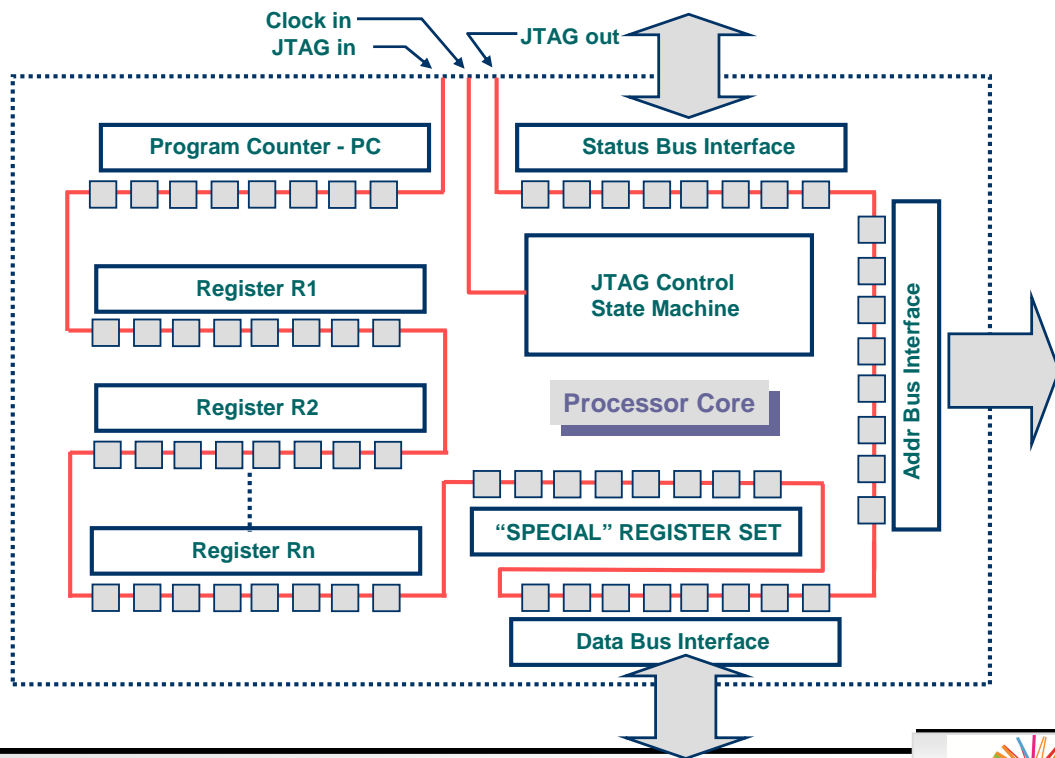 Clock in
JTAG in
JTAG out
Program Counter - PC
Status Bus Interface
Register R1
JTAG Control
State Machine
Addr Bus Interface
Register R2
Processor Core
“SPECIAL” REGISTER SET
Register Rn
Data Bus Interface